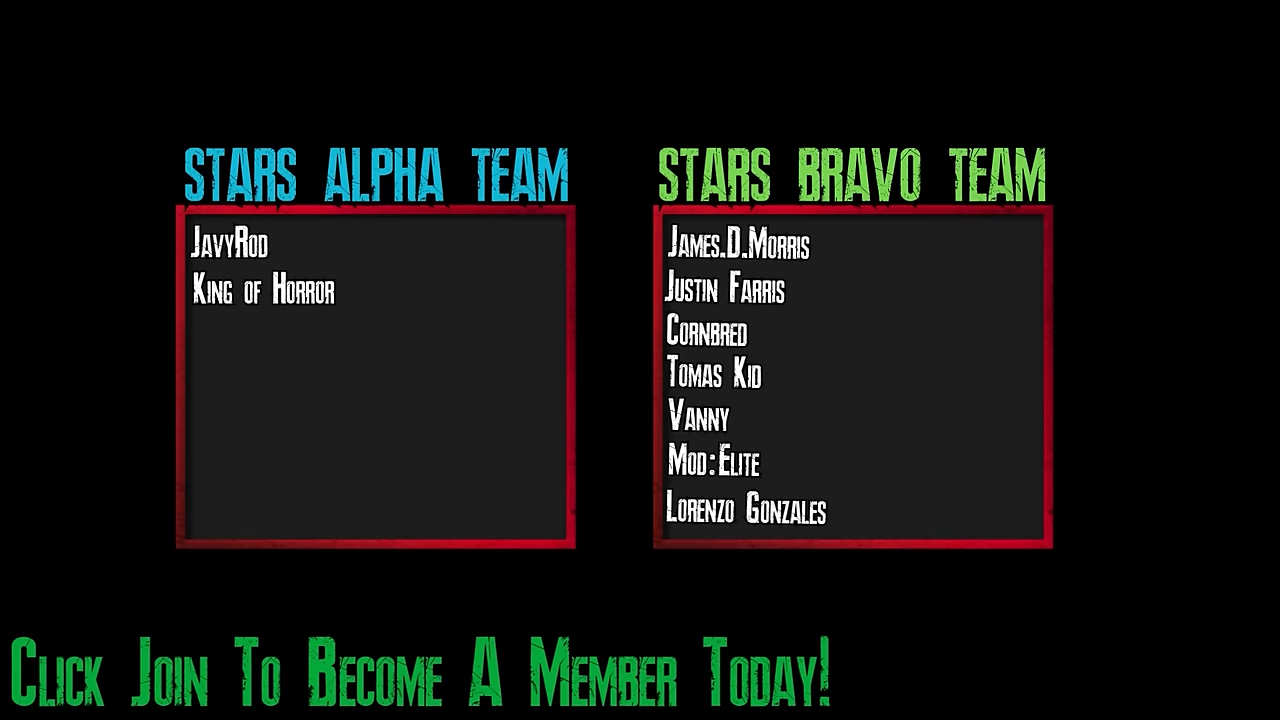 STARS ALPHA TEAM
JavyRod
King of Horror
STARS BRAVO TEAM
James.D.Morris
Justin Farris
Cornbred
Tomas Kid
Vanny
Mod:Elite
Lorenzo Gonzales
Click Join To Become A Member Today!